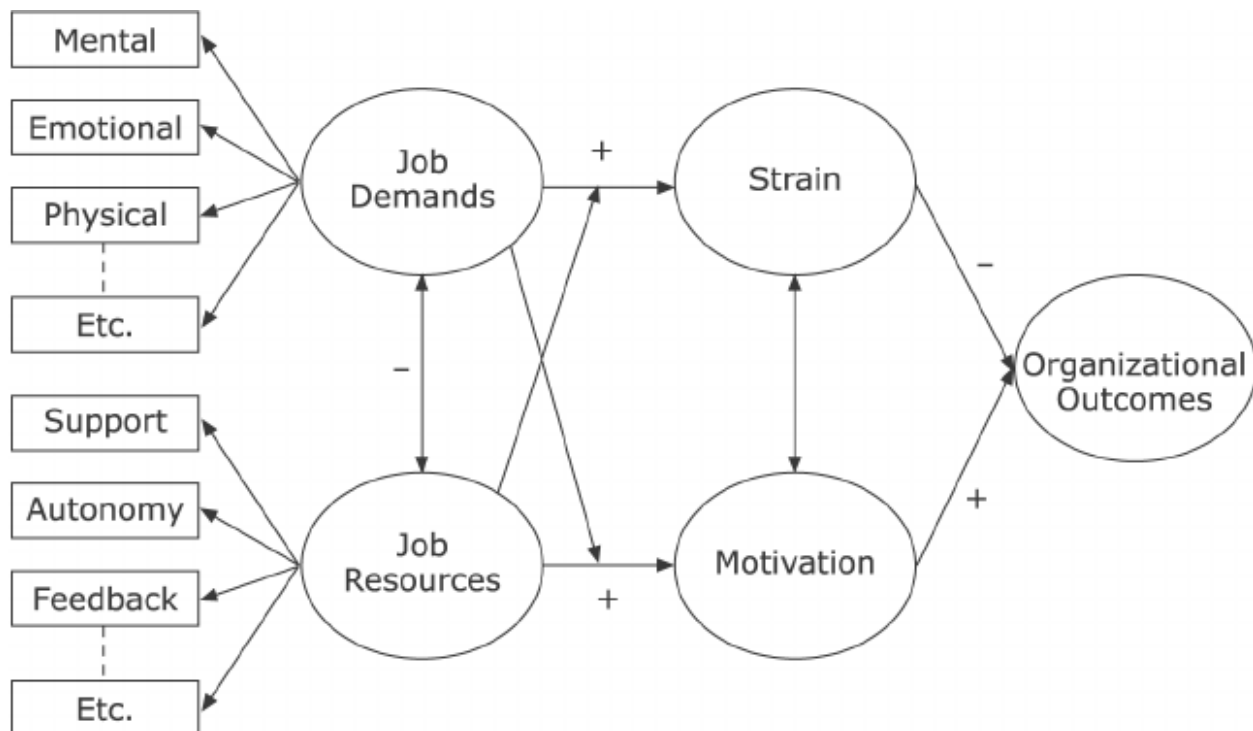 Mental
Emotional
Physical
Etc.
Support
Autonomy
Feedback
Etc.
Job
Demands
–
Job
Resources
+
+
Strain
Motivation
–
+
Organizational
Outcomes